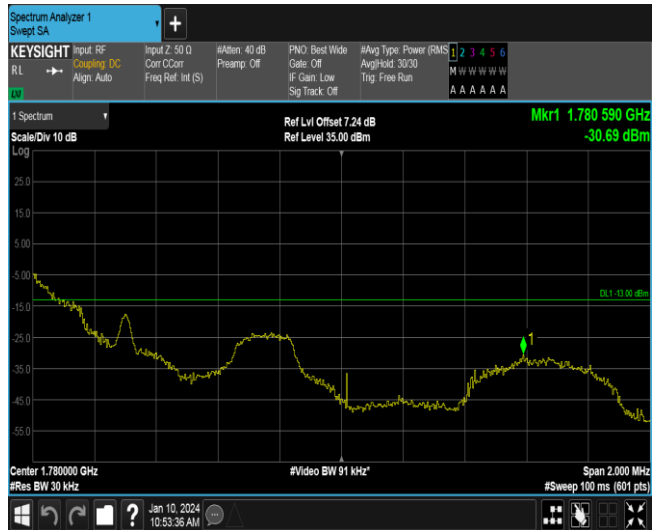 Spectrum Analyzer 1
Swept SA
+
KEYSIGHT Input: RF Input Z: 50 Ω #Atten: 40 dB PNO: Best Wide #Avg Type: Power (RMS 1 2 3 4 5 6
RL Coupling: DC Corr CCorr Preamp: Off Gate: Off Avg|Hold: 30/30 M W W W W W
Align: Auto Freq Ref: Int (S) IF Gain: Low Trig: Free Run
Sig Track: Off A A A A A A
LXI
1 Spectrum Ref Lvl Offset 7.24 dB Mkr1 1.780 590 GHz
Scale/Div 10 dB Ref Level 35.00 dBm -30.69 dBm
Log
25.0
15.0
5.00
-5.00
DL1 -13.00 dBm
-15.0
-25.0
1
-35.0
-45.0
-55.0
Center 1.780000 GHz #Video BW 91 kHz* Span 2.000 MHz
#Res BW 30 kHz #Sweep 100 ms (601 pts)
? Jan 10, 2024
10:53:36 AM